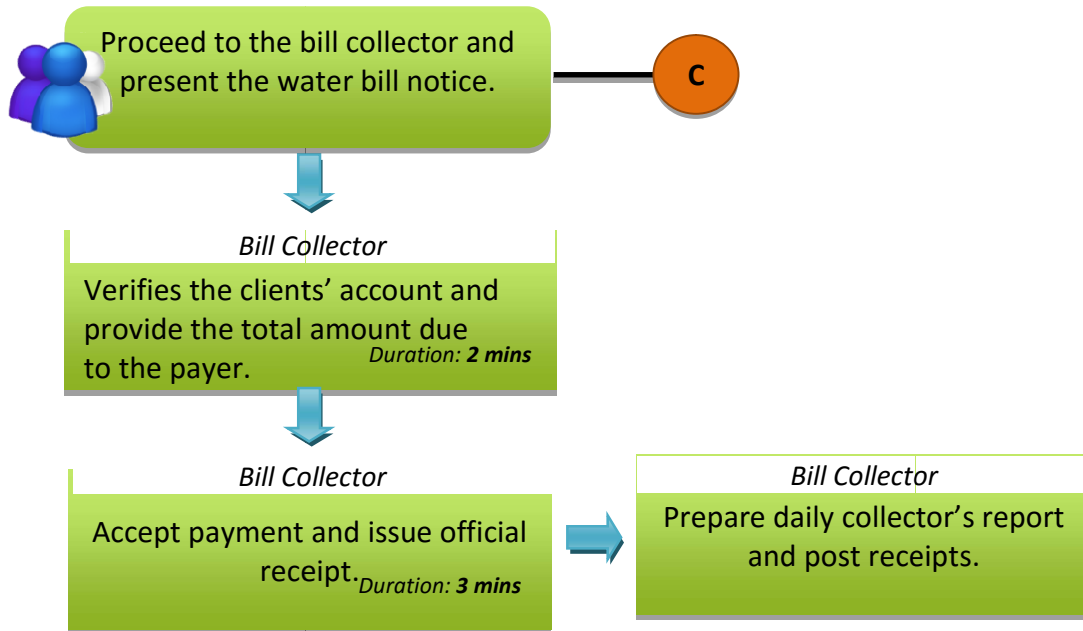 Proceed to the bill collector and
present the water bill notice.
C
Bill Collector
Verifies the clients’ account and
provide the total amount due
to the payer.
Duration: 2 mins
Bill Collector
Accept payment and issue official
receipt.
Duration: 3 mins
Bill Collector
Prepare daily collector’s report
and post receipts.